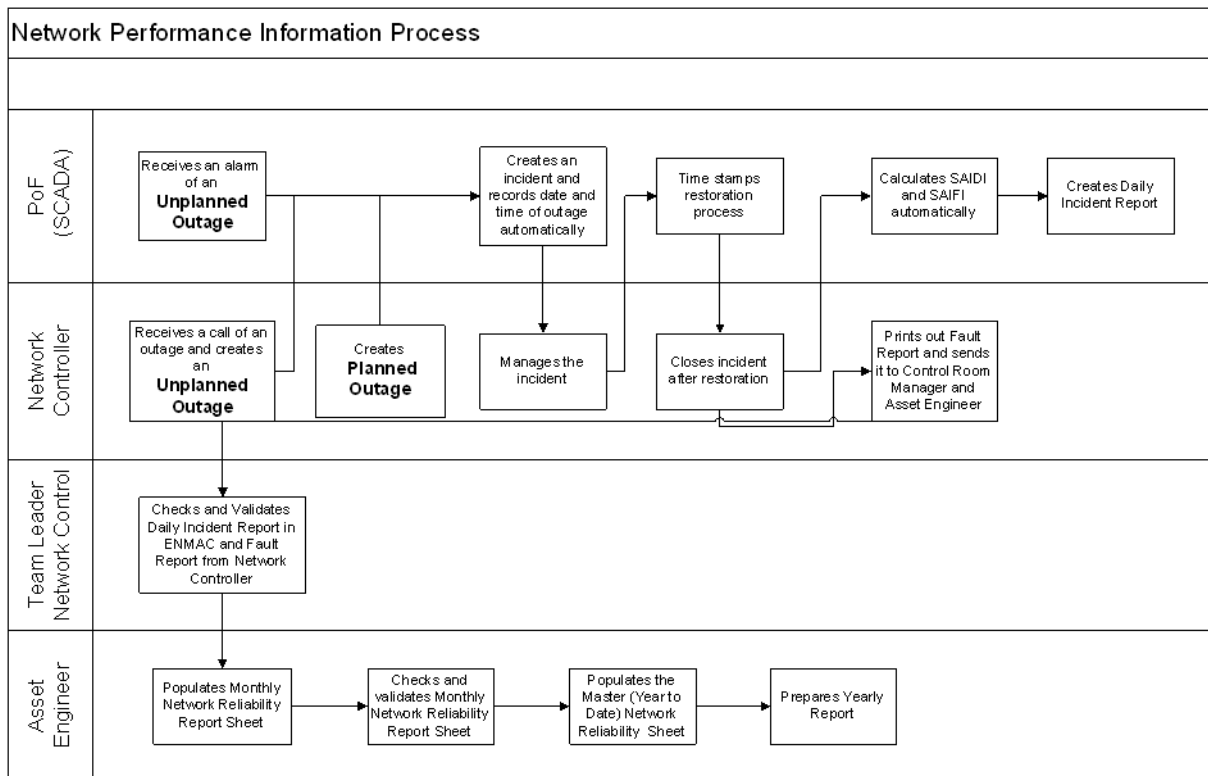 Network Performance Information Process
PoF
(SCADA)
Receives an alarm
of an
Unplanned
Outage
Creates an
incident and
records date and
time of outage
automatically
Time stamps
restoration
process
Calculates SAIDI
and SAIFI
automatically
Creates Daily
Incident Report
Network
Controller
Receives a call of an
outage and creates
an
Unplanned
Outage
Creates
Planned
Outage
Manages the
incident
Closes incident
after restoration
Prints out Fault
Report and sends
it to Control Room
Manager and
Asset Engineer
Team Leader
Network Control
Checks and Validates
Daily Incident Report in
ENMAC and Fault
Report from Network
Controller
Asset
Engineer
Populates Monthly
Network Reliability
Report Sheet
Checks and
validates Monthly
Network Reliability
Report Sheet
Populates the
Master (Year to
Date) Network
Reliability Sheet
Prepares Yearly
Report